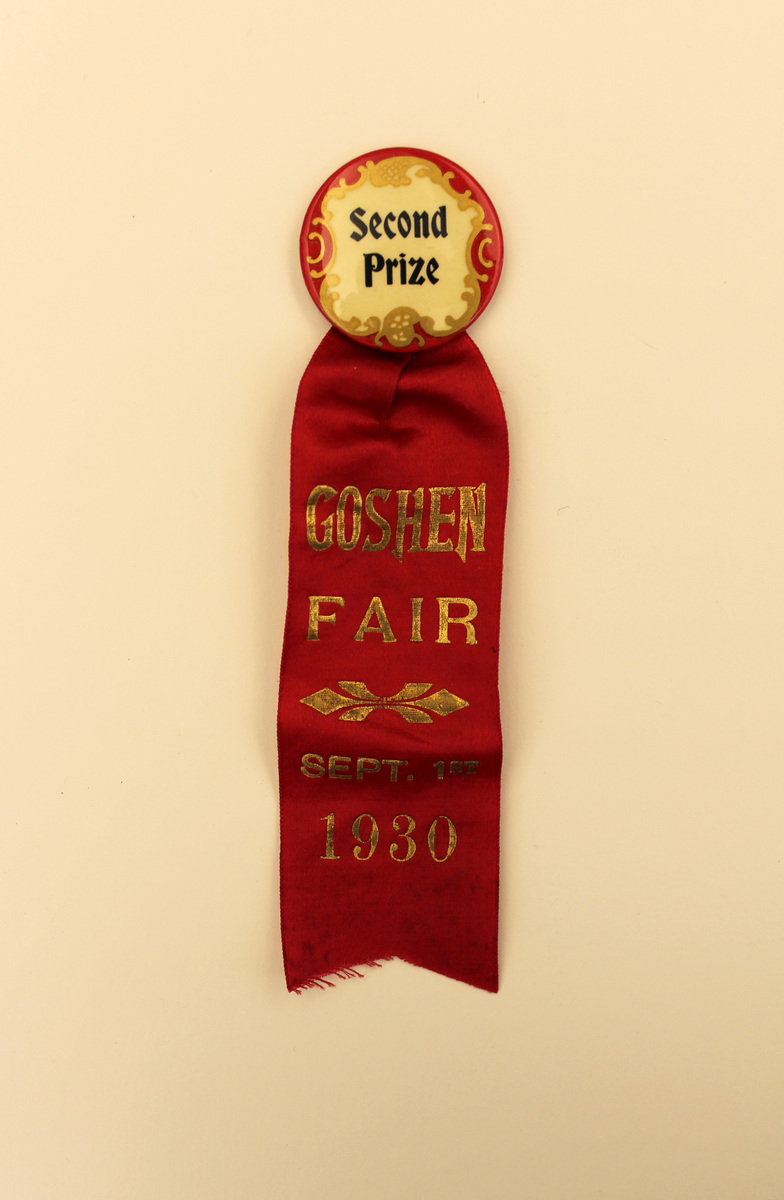 Second
Prize
GOSHEN
FAIR
SEPT. 1ST
1930